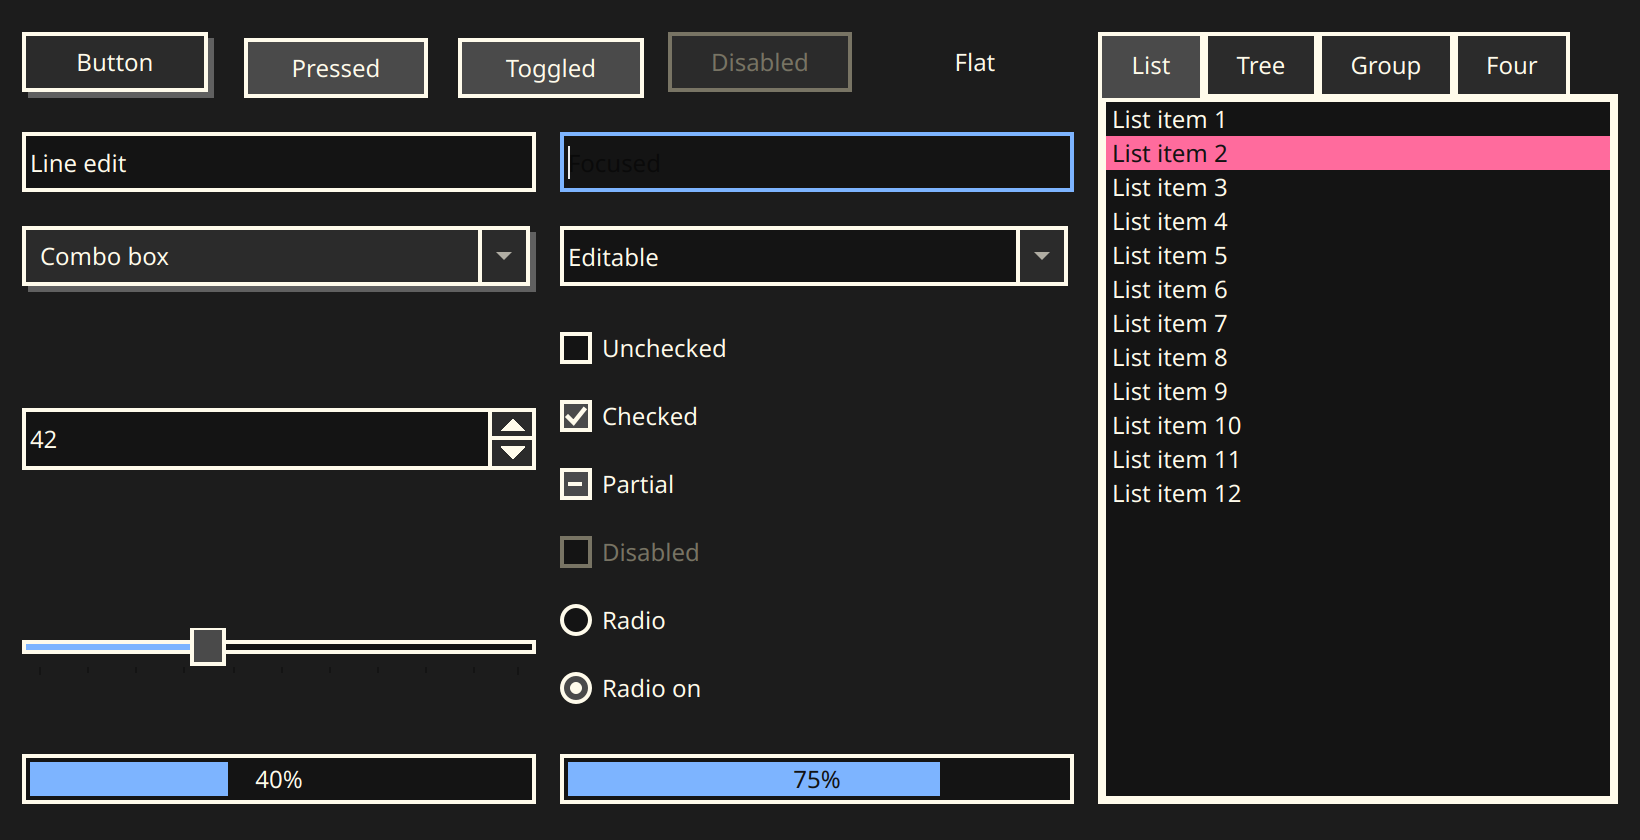 Button
Pressed
Toggled
Disabled
Flat
List
Tree
Group
Four
Line edit
Focused
Combo box
Editable
Unchecked
42
Checked
Partial
Disabled
Radio
Radio on
40%
75%
List item 1
List item 2
List item 3
List item 4
List item 5
List item 6
List item 7
List item 8
List item 9
List item 10
List item 11
List item 12